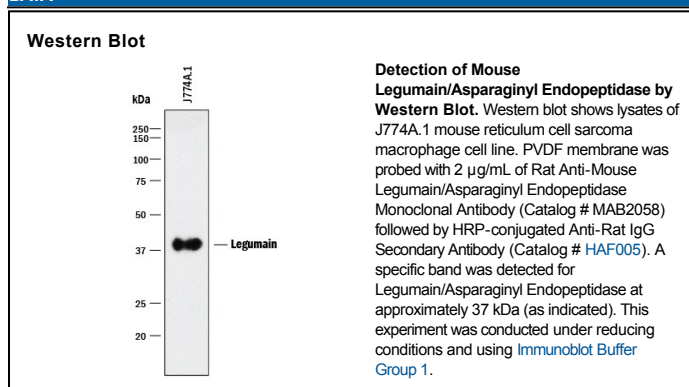 Western Blot
kDa
J774A.1
250
150
100
75
50
37
25
20
Legumain
Detection of Mouse
Legumain/Asparaginyl Endopeptidase by
Western Blot. Western blot shows lysates of
J774A.1 mouse reticulum cell sarcoma
macrophage cell line. PVDF membrane was
probed with 2 µg/mL of Rat Anti-Mouse
Legumain/Asparaginyl Endopeptidase
Monoclonal Antibody (Catalog # MAB2058)
followed by HRP-conjugated Anti-Rat IgG
Secondary Antibody (Catalog # HAF005). A
specific band was detected for
Legumain/Asparaginyl Endopeptidase at
approximately 37 kDa (as indicated). This
experiment was conducted under reducing
conditions and using Immunoblot Buffer
Group 1.